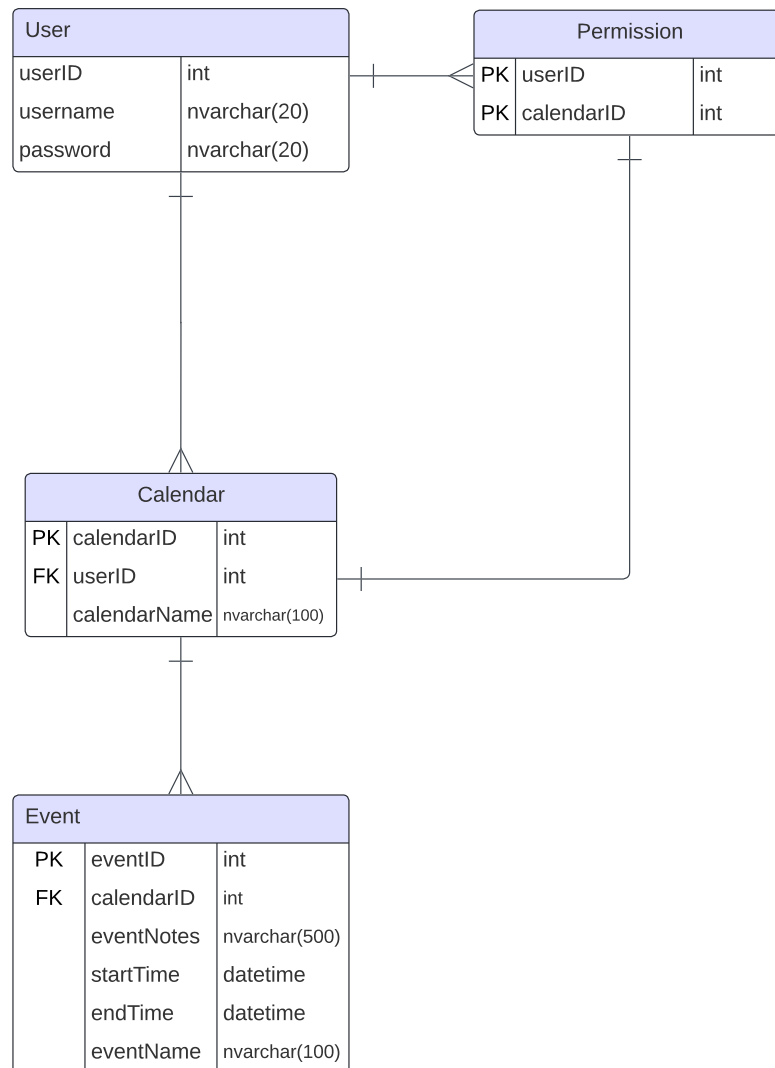 User
userID int
username nvarchar(20)
password nvarchar(20)
Permission
PK userID int
PK calendarID int
Calendar
PK calendarID int
FK userID int
calendarName nvarchar(100)
Event
PK eventID int
FK calendarID int
eventNotes nvarchar(500)
startTime datetime
endTime datetime
eventName nvarchar(100)